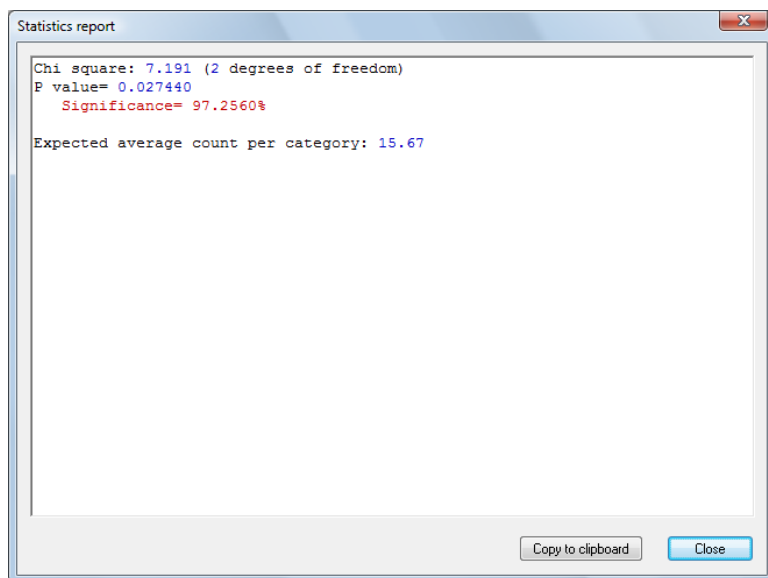 Statistics report
Chi square: 7.191 (2 degrees of freedom)
P value= 0.027440
Significance= 97.2560%
Expected average count per category: 15.67
Copy to clipboard
Close